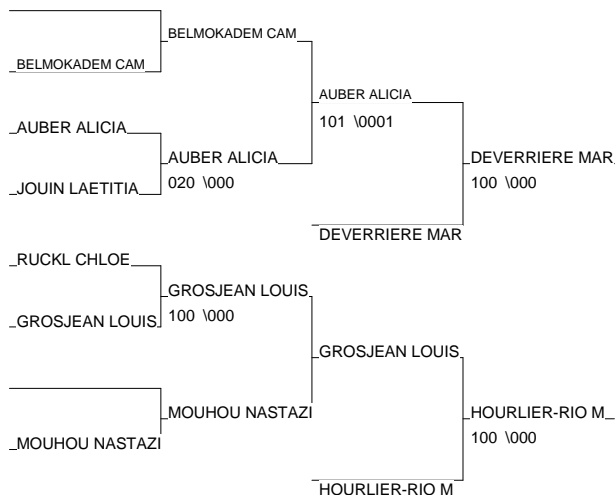 BELMOKADEM CAM
BELMOKADEM CAM
AUBER ALICIA
101 \0001
AUBER ALICIA
AUBER ALICIA
020 \000
DEVERRIERE MAR
100 \000
JOUIN LAETITIA
DEVERRIERE MAR
RUCKL CHLOE
GROSJEAN LOUIS
100 \000
GROSJEAN LOUIS
GROSJEAN LOUIS
MOUHOU NASTAZI
HOURLIER-RIO M
100 \000
MOUHOU NASTAZI
HOURLIER-RIO M